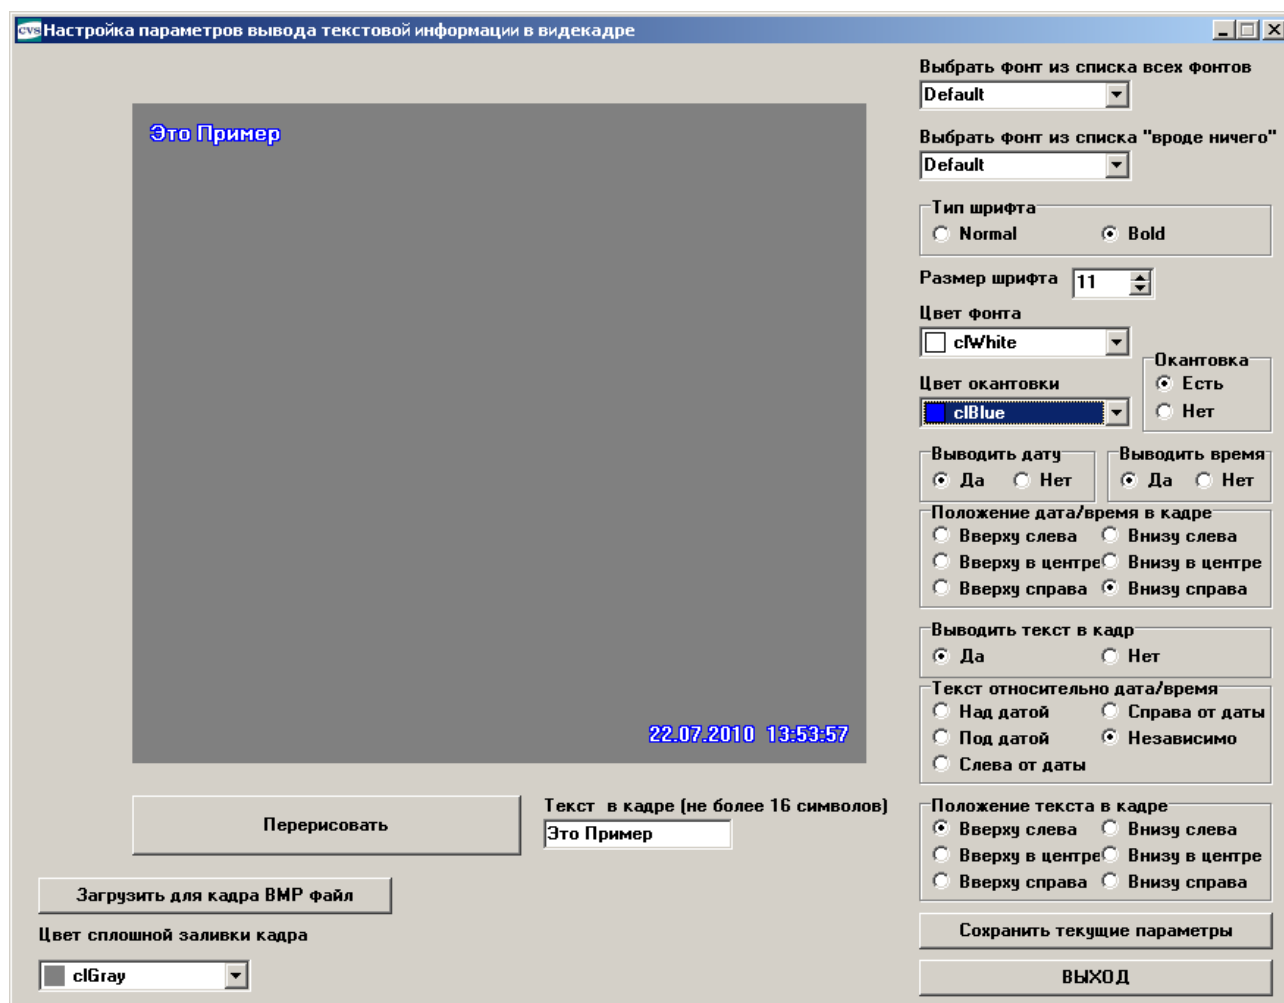 cvs Настройка параметров вывода текстовой информации в видекадре
Выбрать фонт из списка всех фонтов
Default
Выбрать фонт из списка "вроде ничего"
Default
Тип шрифта
Normal Bold
Размер шрифта 11
Цвет фонта
clWhite
Окантовка
Есть
Нет
Цвет окантовки
clBlue
Выводить дату Выводить время
Да Нет Да Нет
Положение дата/время в кадре
Вверху слева Внизу слева
Вверху в центре Внизу в центре
Вверху справа Внизу справа
Выводить текст в кадр
Да Нет
Текст относительно дата/время
Над датой Справа от даты
Под датой Независимо
Слева от даты
Положение текста в кадре
Вверху слева Внизу слева
Вверху в центре Внизу в центре
Вверху справа Внизу справа
Сохранить текущие параметры
ВЫХОД
Это Пример
22.07.2010 13:53:57
Перерисовать
Текст в кадре (не более 16 символов)
Это Пример
Загрузить для кадра BMP файл
Цвет сплошной заливки кадра
clGray